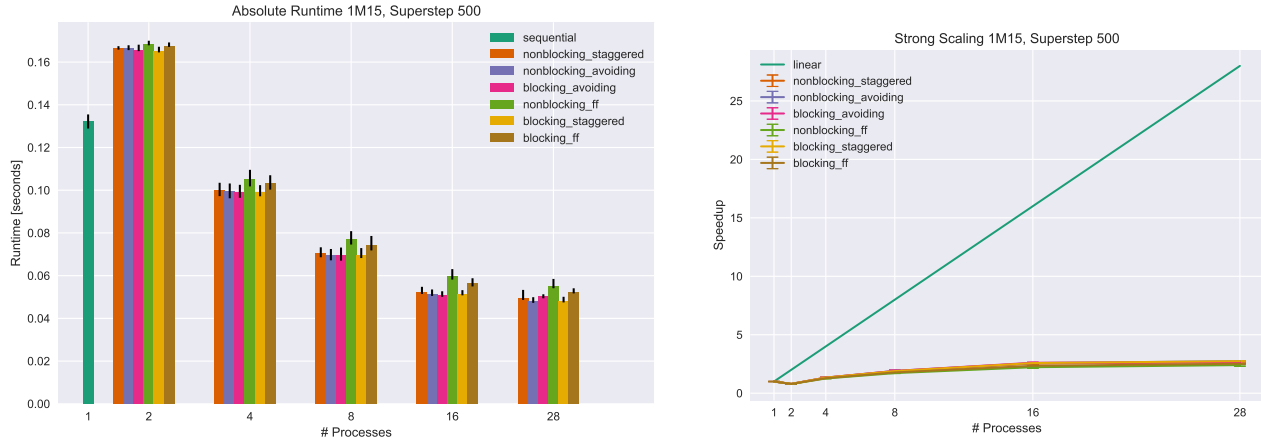 Absolute Runtime 1M15, Superstep 500
sequential
nonblocking_staggered
nonblocking_avoiding
blocking_avoiding
nonblocking_ff
blocking_staggered
blocking_ff
Runtime [seconds]
0.16
0.14
0.12
0.10
0.08
0.06
0.04
0.02
0.00
1 2 4 8 16 28
# Processes
Strong Scaling 1M15, Superstep 500
linear
nonblocking_staggered
nonblocking_avoiding
blocking_avoiding
nonblocking_ff
blocking_staggered
blocking_ff
Speedup
25
20
15
10
5
0
1 2 4 8 16 28
# Processes